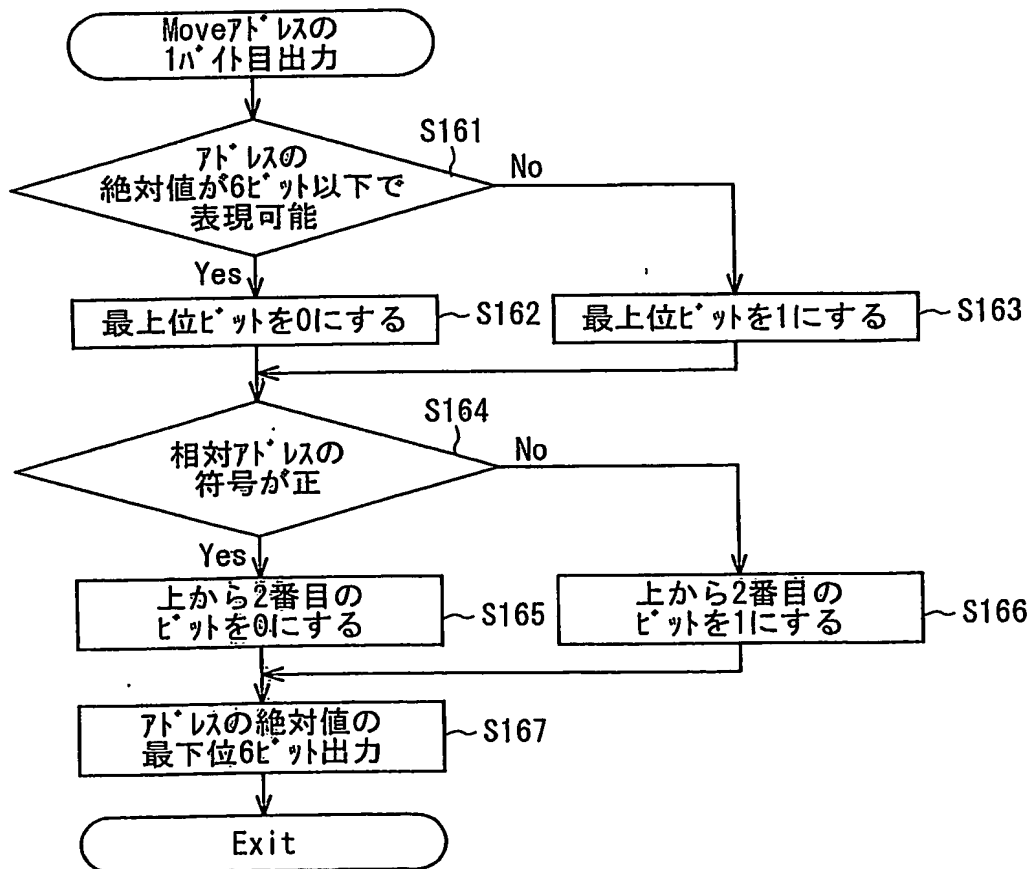 Moveｱﾄﾞﾚｽの
1ﾊﾞｲﾄ目出力
S161
ｱﾄﾞﾚｽの
絶対値が6ﾋﾞｯﾄ以下で
表現可能
No
Yes
最上位ﾋﾞｯﾄを0にする
S162
最上位ﾋﾞｯﾄを1にする
S163
S164
相対ｱﾄﾞﾚｽの
符号が正
No
Yes
上から2番目の
ﾋﾞｯﾄを0にする
S165
上から2番目の
ﾋﾞｯﾄを1にする
S166
ｱﾄﾞﾚｽの絶対値の
最下位6ﾋﾞｯﾄ出力
S167
Exit